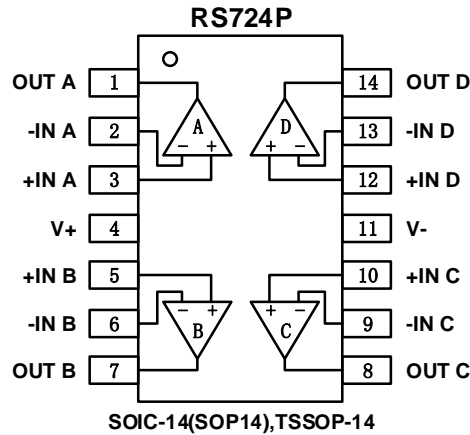 RS724P
OUT A 1 14 OUT D
-IN A 2 A D 13 -IN D
- + + -
+IN A 3 12 +IN D
V+ 4 11 V-
+IN B 5 10 +IN C
- + + -
-IN B 6 B C 9 -IN C
OUT B 7 8 OUT C
SOIC-14(SOP14),TSSOP-14